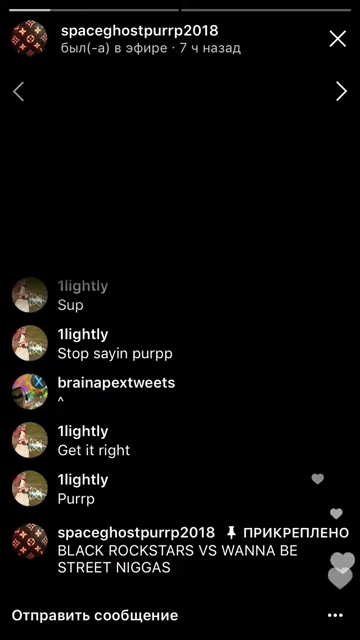 spaceghostpurrp2018
был(-а) в эфире · 7 ч назад
1lightly
Sup
1lightly
Stop sayin purpp
brainapextweets
^
1lightly
Get it right
1lightly
Purrp
spaceghostpurrp2018 ПРИКРЕПЛЕНО
BLACK ROCKSTARS VS WANNA BE
STREET NIGGAS
Отправить сообщение